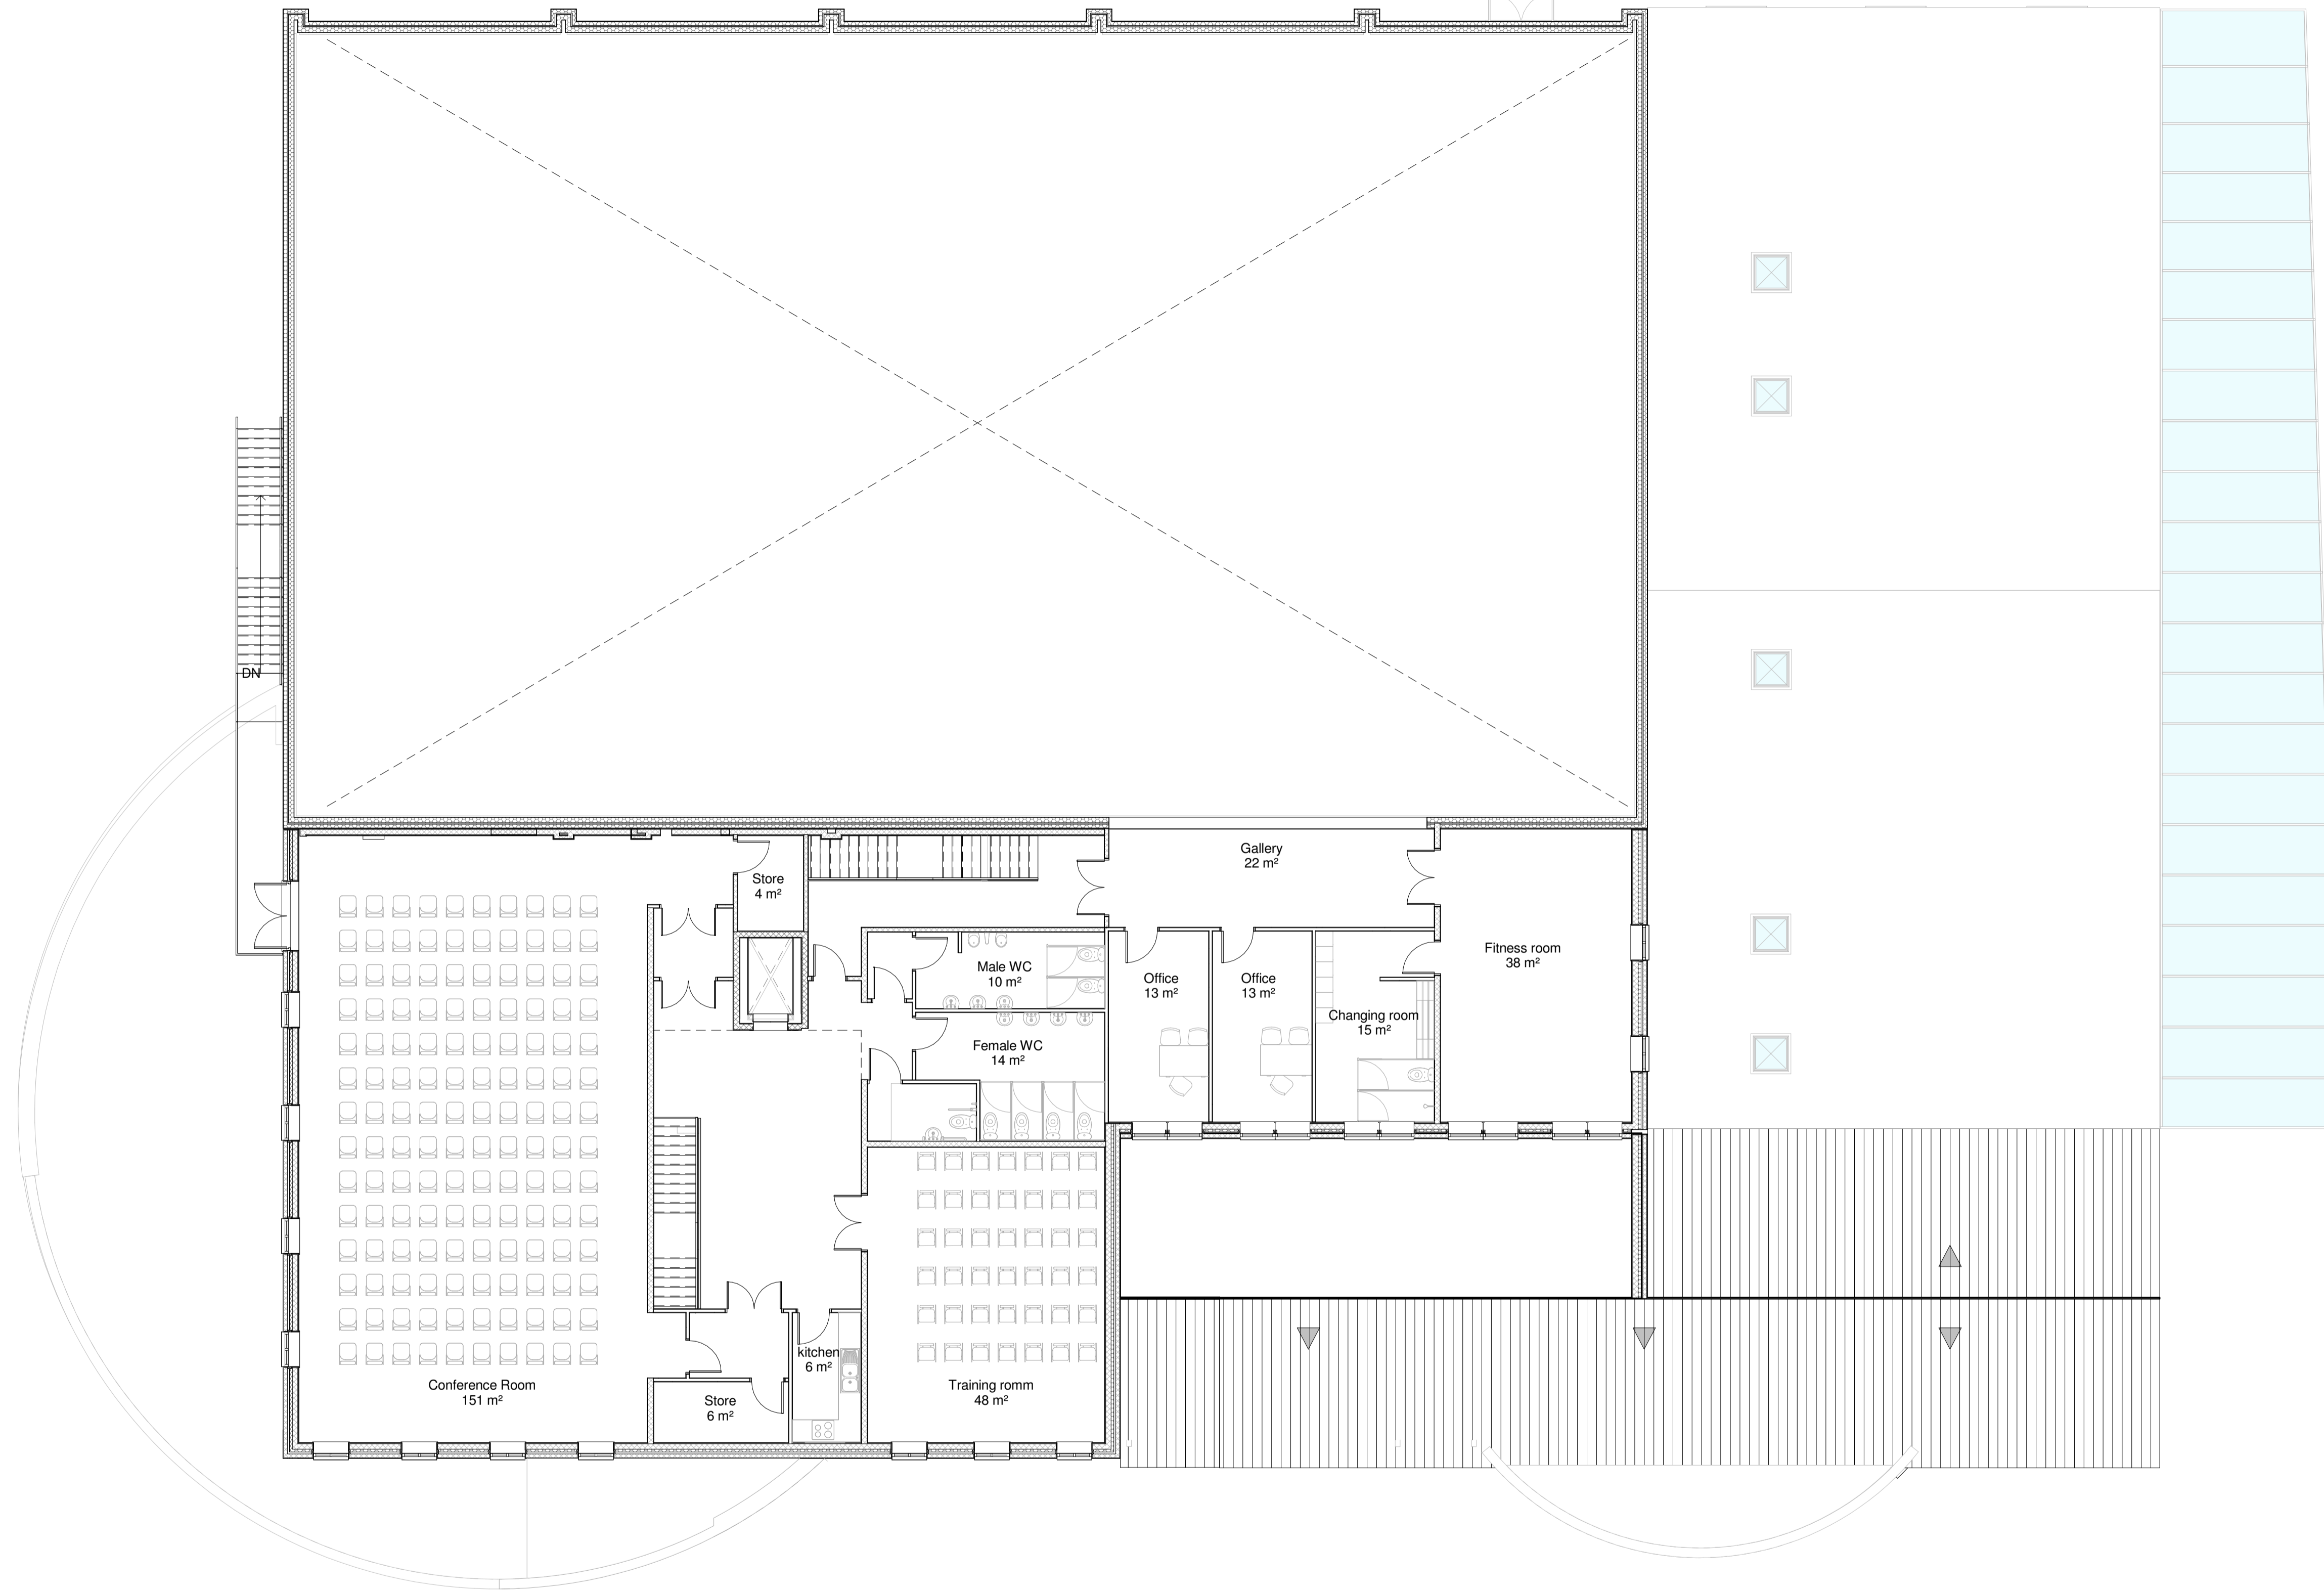 DN
Gallery
22 m²
Store
4 m²
Fitness room
38 m²
Male WC
10 m²
Office
13 m²
Office
13 m²
Changing room
15 m²
Female WC
14 m²
kitchen
6 m²
Conference Room
151 m²
Store
6 m²
Training romm
48 m²